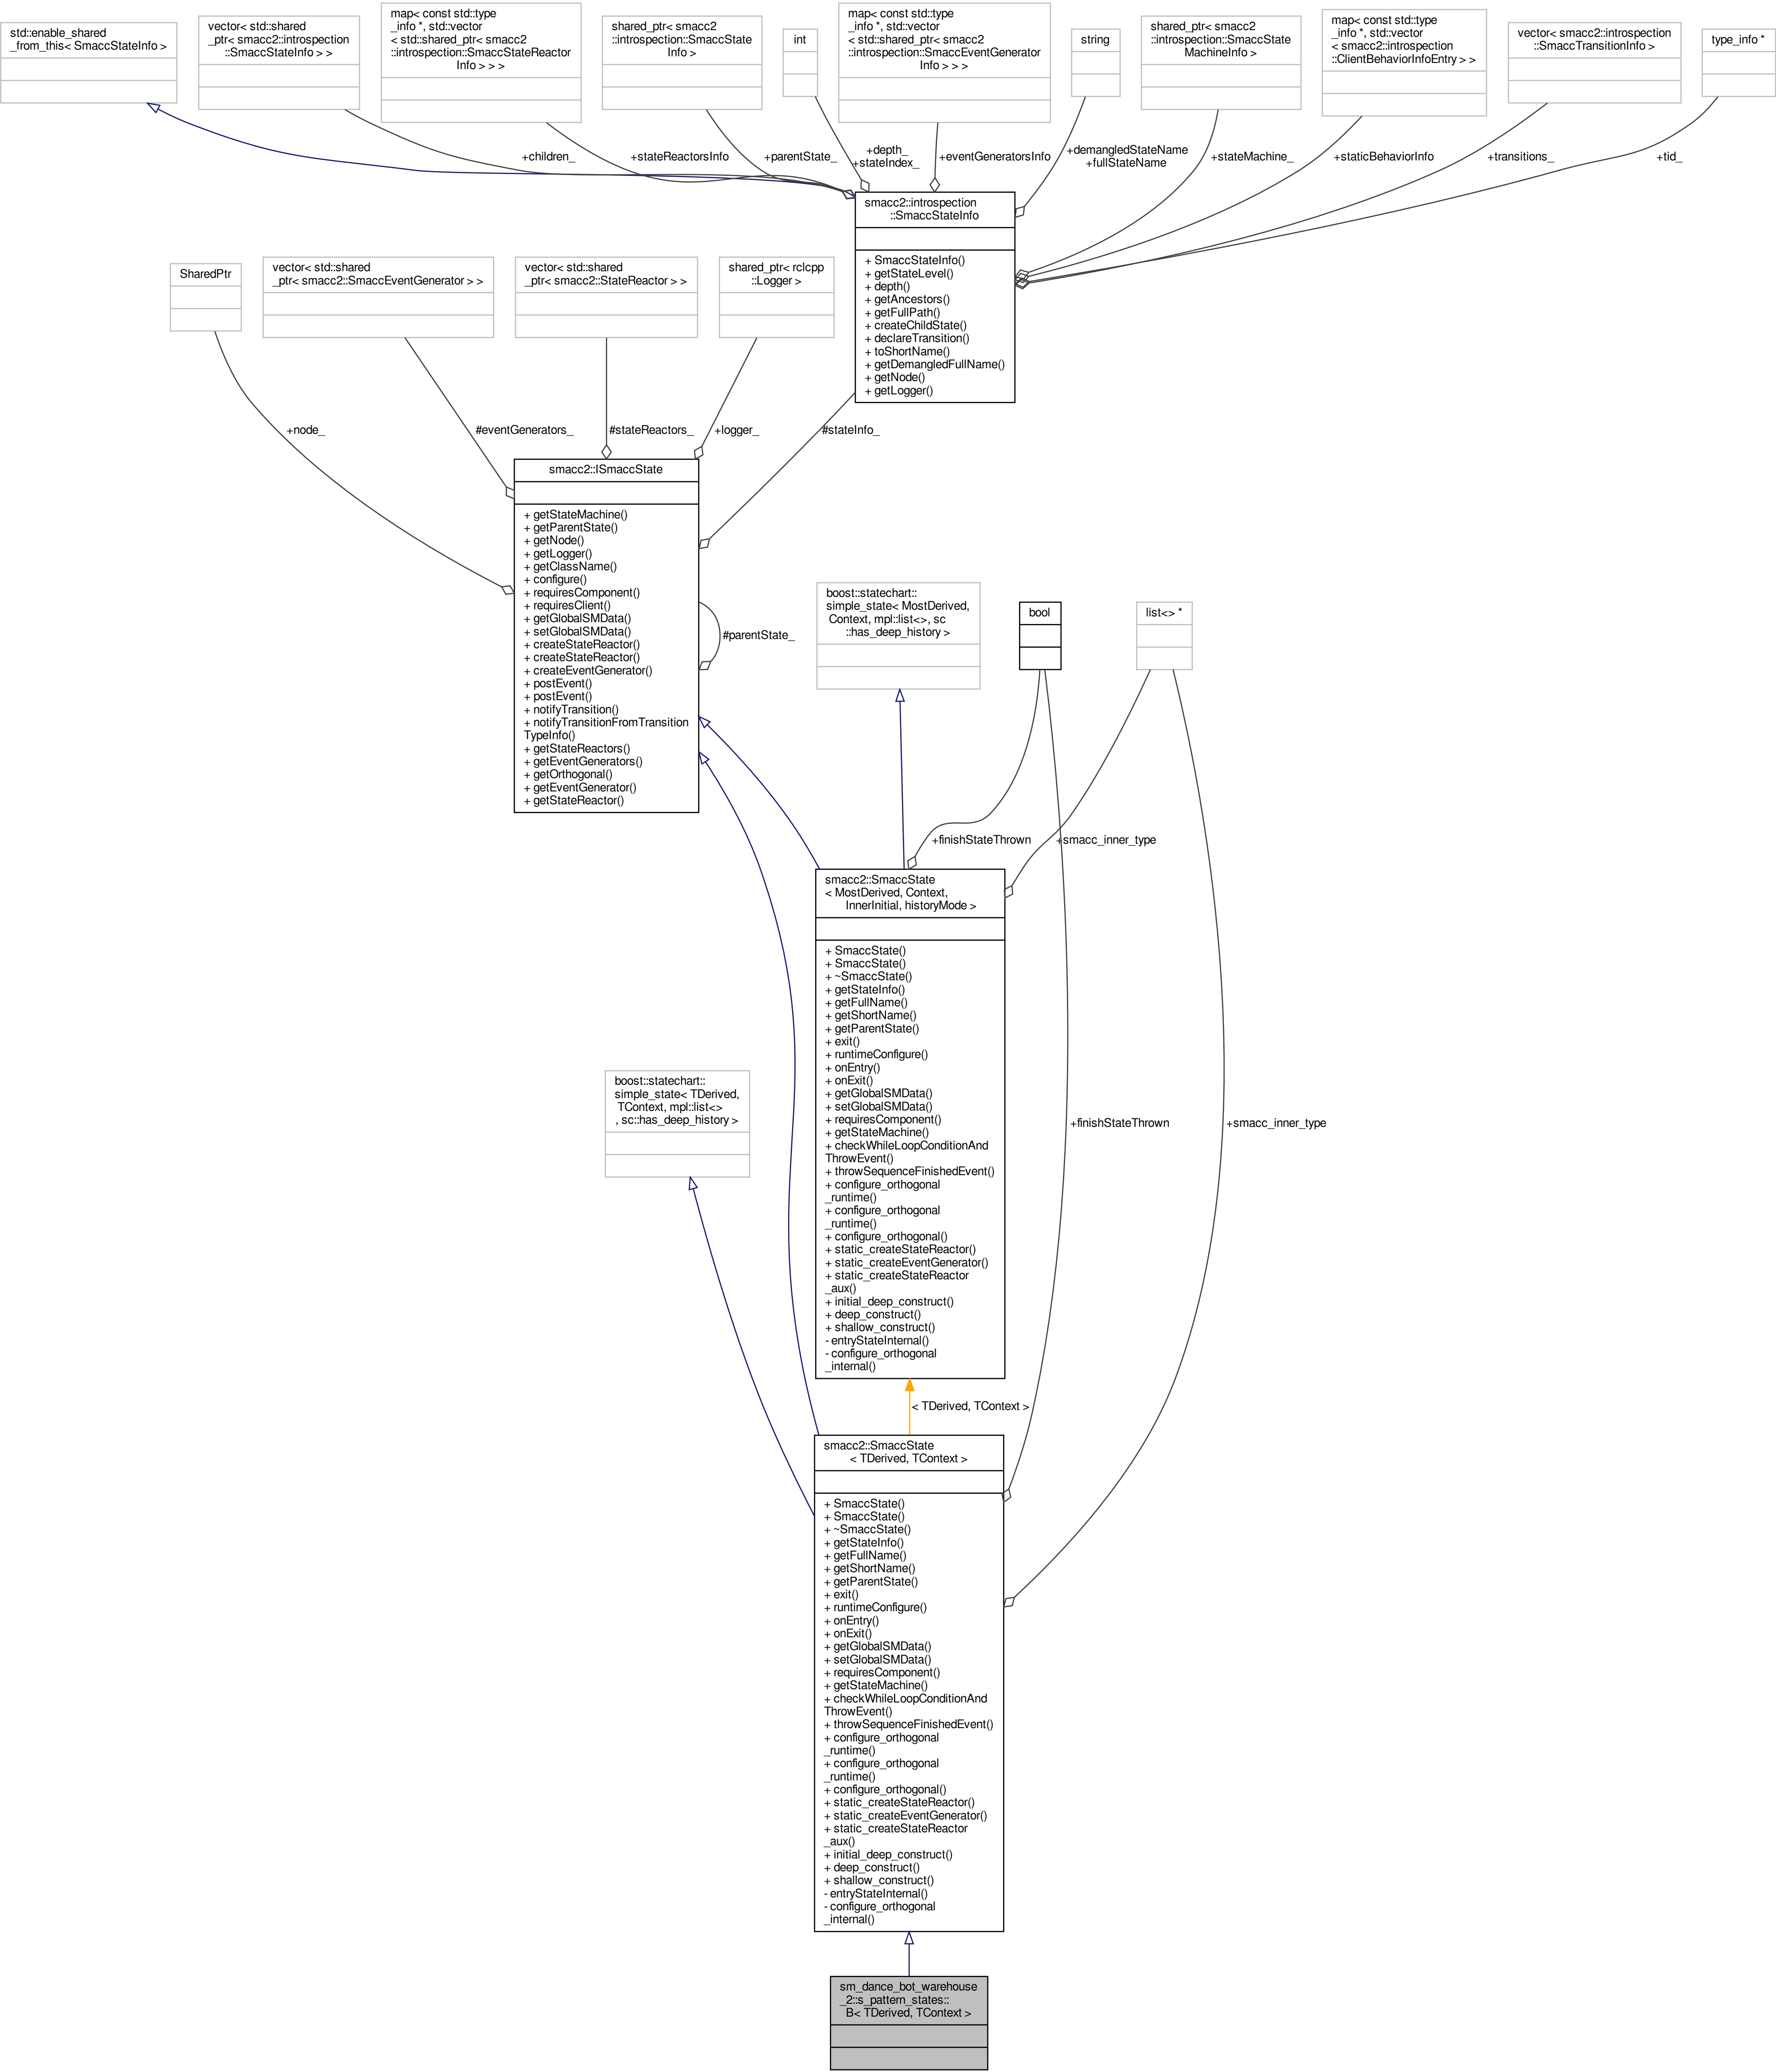 std::enable_shared
_from_this< SmaccStateInfo >
vector< std::shared
_ptr< smacc2::introspection
::SmaccStateInfo > >
map< const std::type
_info *, std::vector
< std::shared_ptr< smacc2
::introspection::SmaccStateReactor
Info > > >
shared_ptr< smacc2
::introspection::SmaccState
Info >
int
map< const std::type
_info *, std::vector
< std::shared_ptr< smacc2
::introspection::SmaccEventGenerator
Info > > >
string
shared_ptr< smacc2
::introspection::SmaccState
MachineInfo >
map< const std::type
_info *, std::vector
< smacc2::introspection
::ClientBehaviorInfoEntry > >
vector< smacc2::introspection
::SmaccTransitionInfo >
type_info *
+children_
+stateReactorsInfo
+parentState_
+depth_
+stateIndex_
+eventGeneratorsInfo
+demangledStateName
+fullStateName
+stateMachine_
+staticBehaviorInfo
+transitions_
+tid_
smacc2::introspection
::SmaccStateInfo
+ SmaccStateInfo()
+ getStateLevel()
+ depth()
+ getAncestors()
+ getFullPath()
+ createChildState()
+ declareTransition()
+ toShortName()
+ getDemangledFullName()
+ getNode()
+ getLogger()
SharedPtr
vector< std::shared
_ptr< smacc2::SmaccEventGenerator > >
vector< std::shared
_ptr< smacc2::StateReactor > >
shared_ptr< rclcpp
::Logger >
+node_
#eventGenerators_
#stateReactors_
+logger_
#stateInfo_
smacc2::ISmaccState
+ getStateMachine()
+ getParentState()
+ getNode()
+ getLogger()
+ getClassName()
+ configure()
+ requiresComponent()
+ requiresClient()
+ getGlobalSMData()
+ setGlobalSMData()
+ createStateReactor()
+ createStateReactor()
+ createEventGenerator()
+ postEvent()
+ postEvent()
+ notifyTransition()
+ notifyTransitionFromTransition
TypeInfo()
+ getStateReactors()
+ getEventGenerators()
+ getOrthogonal()
+ getEventGenerator()
+ getStateReactor()
#parentState_
boost::statechart::
simple_state< MostDerived,
Context, mpl::list<>, sc
::has_deep_history >
bool
list<> *
+finishStateThrown
+smacc_inner_type
smacc2::SmaccState
< MostDerived, Context,
InnerInitial, historyMode >
+ SmaccState()
+ SmaccState()
+ ~SmaccState()
+ getStateInfo()
+ getFullName()
+ getShortName()
+ getParentState()
+ exit()
+ runtimeConfigure()
+ onEntry()
+ onExit()
+ getGlobalSMData()
+ setGlobalSMData()
+ requiresComponent()
+ getStateMachine()
+ checkWhileLoopConditionAnd
ThrowEvent()
+ throwSequenceFinishedEvent()
+ configure_orthogonal
_runtime()
+ configure_orthogonal
_runtime()
+ configure_orthogonal()
+ static_createStateReactor()
+ static_createEventGenerator()
+ static_createStateReactor
_aux()
+ initial_deep_construct()
+ deep_construct()
+ shallow_construct()
- entryStateInternal()
- configure_orthogonal
_internal()
boost::statechart::
simple_state< TDerived,
TContext, mpl::list<>
, sc::has_deep_history >
+finishStateThrown
+smacc_inner_type
< TDerived, TContext >
smacc2::SmaccState
< TDerived, TContext >
+ SmaccState()
+ SmaccState()
+ ~SmaccState()
+ getStateInfo()
+ getFullName()
+ getShortName()
+ getParentState()
+ exit()
+ runtimeConfigure()
+ onEntry()
+ onExit()
+ getGlobalSMData()
+ setGlobalSMData()
+ requiresComponent()
+ getStateMachine()
+ checkWhileLoopConditionAnd
ThrowEvent()
+ throwSequenceFinishedEvent()
+ configure_orthogonal
_runtime()
+ configure_orthogonal
_runtime()
+ configure_orthogonal()
+ static_createStateReactor()
+ static_createEventGenerator()
+ static_createStateReactor
_aux()
+ initial_deep_construct()
+ deep_construct()
+ shallow_construct()
- entryStateInternal()
- configure_orthogonal
_internal()
sm_dance_bot_warehouse
_2::s_pattern_states::
B< TDerived, TContext >